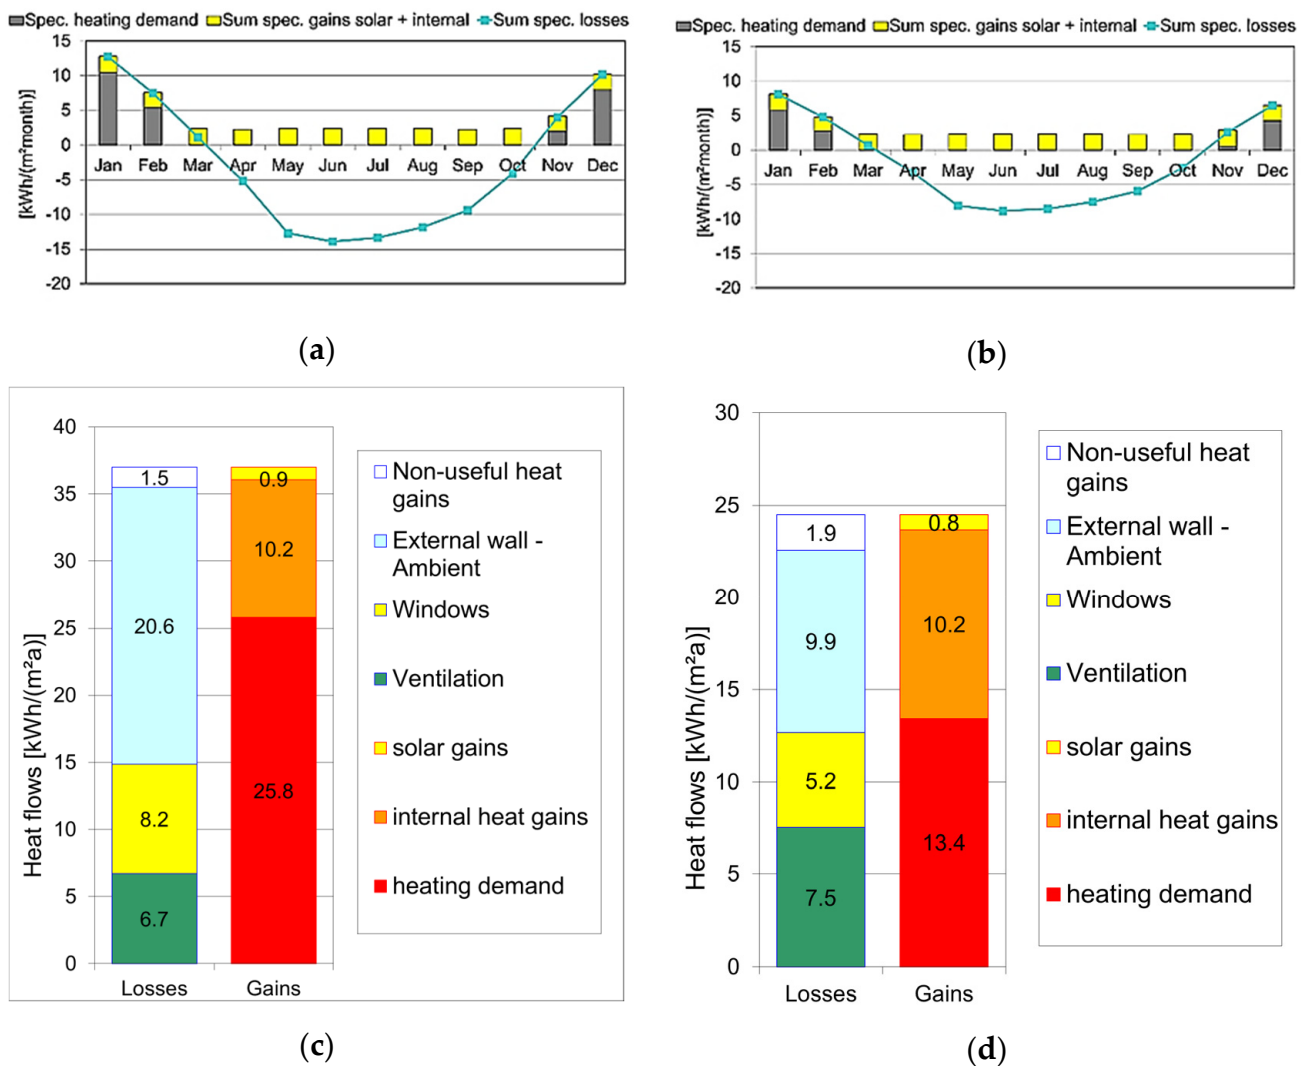 Spec. heating demand Sum spec. gains solar + internal Sum spec. losses
15
10
5
0
-5
-10
-15
-20
[kWh/(m²month)]
Jan Feb Mar Apr May Jun Jul Aug Sep Oct Nov Dec
(a)
Spec. heating demand Sum spec. gains solar + internal Sum spec. losses
15
10
5
0
-5
-10
-15
-20
[kWh/(m²month)]
Jan Feb Mar Apr May Jun Jul Aug Sep Oct Nov Dec
(b)
40
35
30
25
20
15
10
5
0
Heat flows [kWh/(m²a)]
1.5
20.6
8.2
6.7
0.9
10.2
25.8
Losses Gains
Non-useful heat
gains
External wall -
Ambient
Windows
Ventilation
solar gains
internal heat gains
heating demand
(c)
30
25
20
15
10
5
0
Heat flows [kWh/(m²a)]
1.9
9.9
5.2
7.5
0.8
10.2
13.4
Losses Gains
Non-useful heat
gains
External wall -
Ambient
Windows
Ventilation
solar gains
internal heat gains
heating demand
(d)